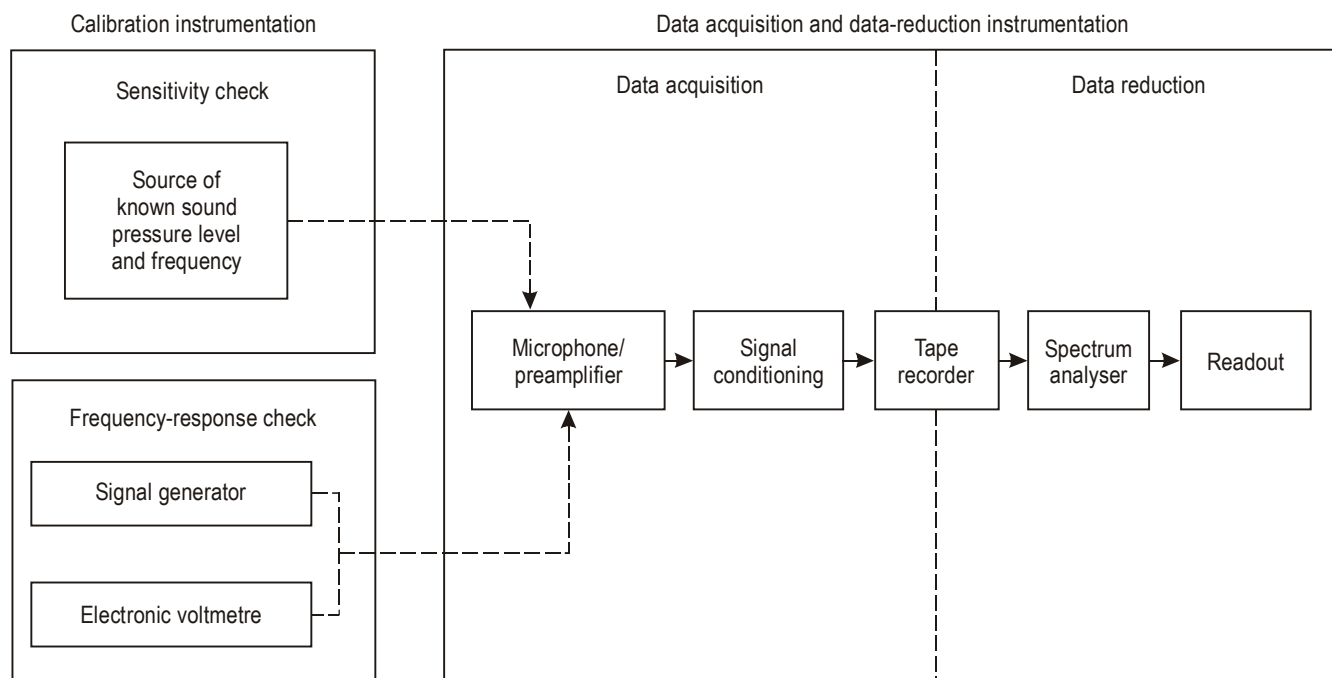 Calibration instrumentation
Sensitivity check
Source of
known sound
pressure level
and frequency
Frequency-response check
Signal generator
Electronic voltmetre
Data acquisition and data-reduction instrumentation
Data acquisition
Data reduction
Microphone/
preamplifier
Signal
conditioning
Tape
recorder
Spectrum
analyser
Readout